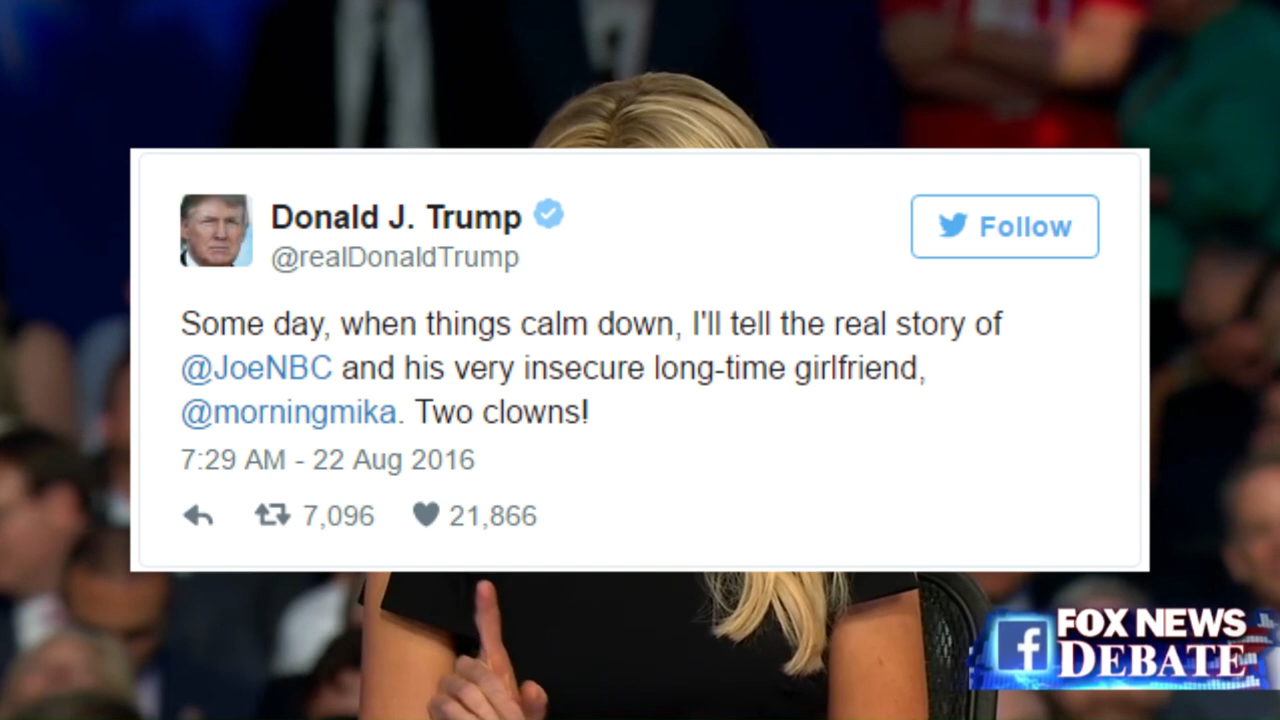 Donald J. Trump
@realDonaldTrump
Follow
Some day, when things calm down, I'll tell the real story of
@JoeNBC and his very insecure long-time girlfriend,
@morningmika. Two clowns!
7:29 AM - 22 Aug 2016
7,096 21,866
f FOX NEWS
DEBATE